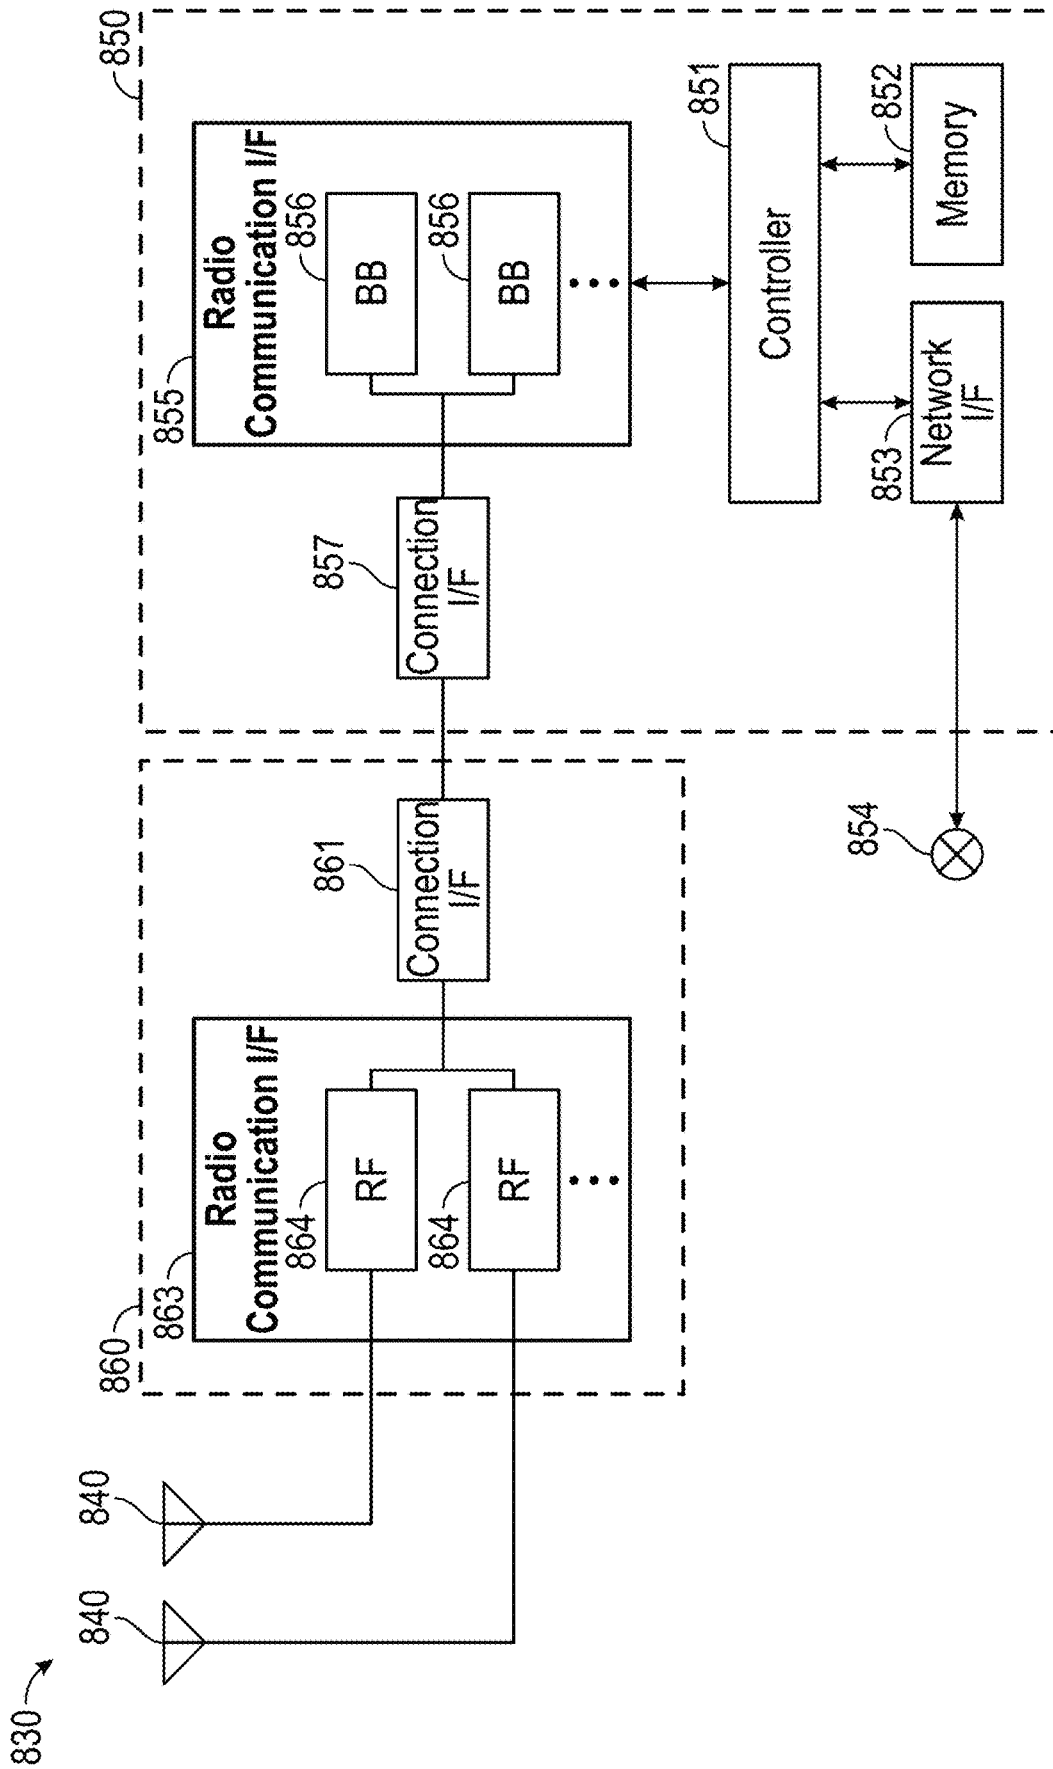 830
840
840
860
863
Radio
Communication I/F
864
RF
864
RF
861
Connection
I/F
850
855
Radio
Communication I/F
856
BB
856
BB
857
Connection
I/F
851
Controller
852
Memory
853
Network
I/F
854